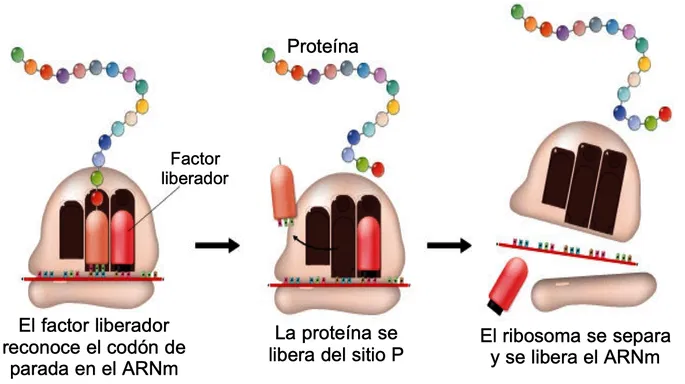 Proteína
Factor
liberador
El factor liberador
reconoce el codón de
parada en el ARNm
La proteína se
libera del sitio P
El ribosoma se separa
y se libera el ARNm